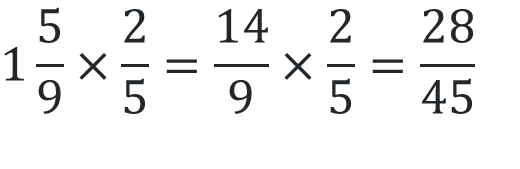 1 5/9 × 2/5 = 14/9 × 2/5 = 28/45